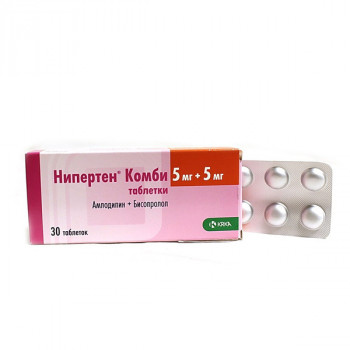 Нипертен® Комби 5 мг + 5 мг
таблетки
Амлодипин + Бисопролол
30 таблеток
KRKA